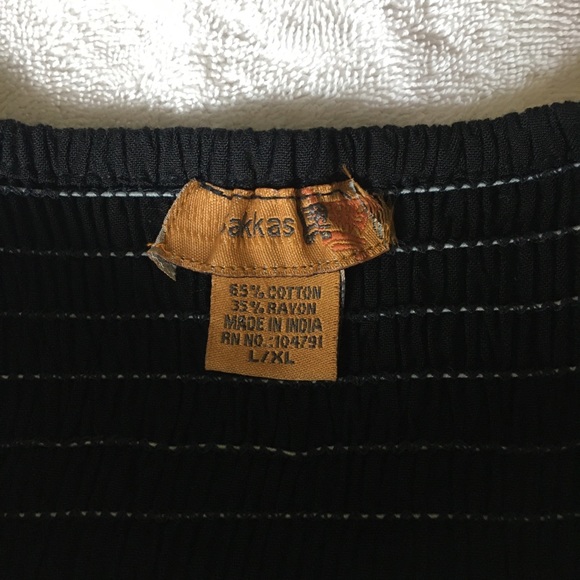 akkas
65% COTTON
35% RAYON
MADE IN INDIA
RN NO.:104791
L/XL